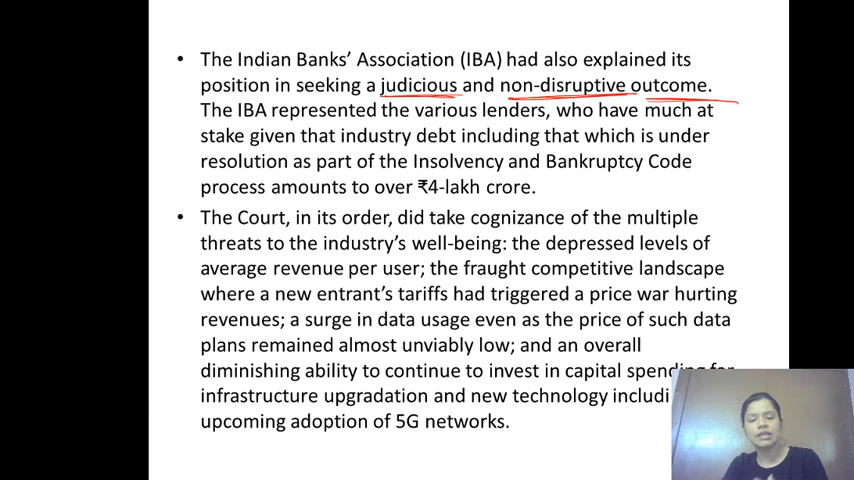 • The Indian Banks' Association (IBA) had also explained its
position in seeking a judicious and non-disruptive outcome.
The IBA represented the various lenders, who have much at
stake given that industry debt including that which is under
resolution as part of the Insolvency and Bankruptcy Code
process amounts to over ₹4-lakh crore.
• The Court, in its order, did take cognizance of the multiple
threats to the industry's well-being: the depressed levels of
average revenue per user; the fraught competitive landscape
where a new entrant's tariffs had triggered a price war hurting
revenues; a surge in data usage even as the price of such data
plans remained almost unviably low; and an overall
diminishing ability to continue to invest in capital spending for
infrastructure upgradation and new technology includi
upcoming adoption of 5G networks.